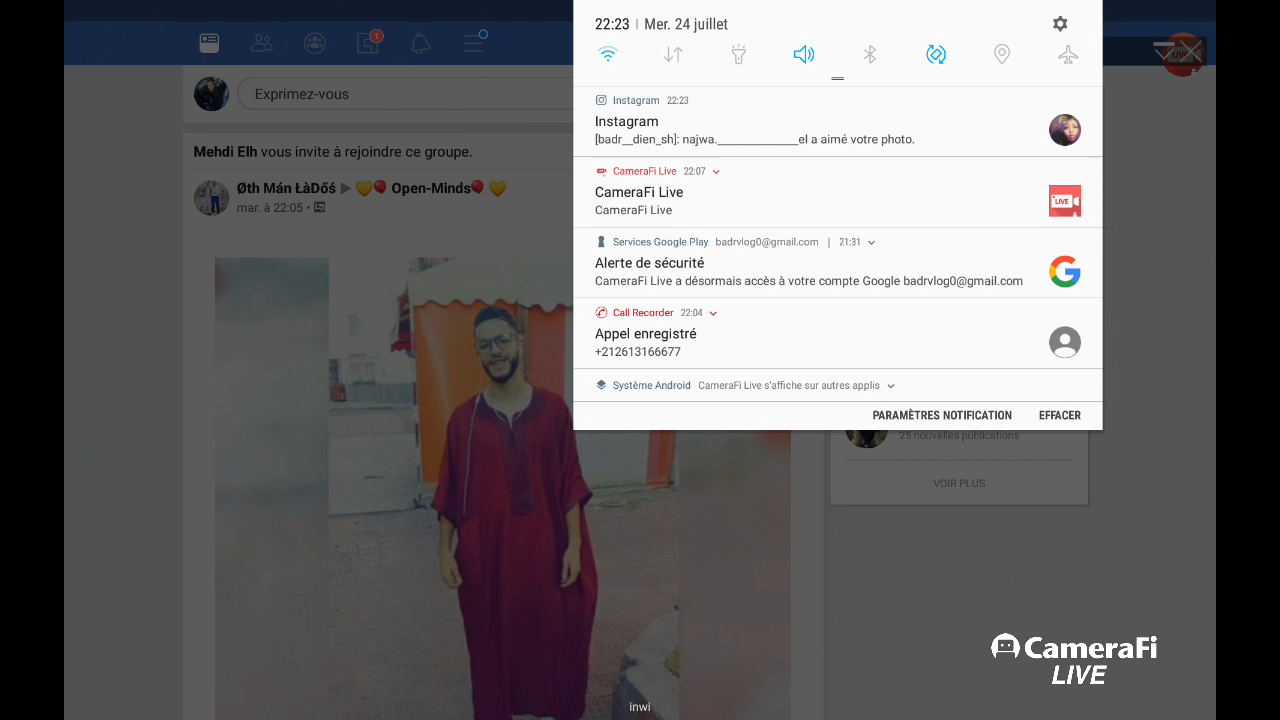 22:23 | Mer. 24 juillet
1
LIVE
Exprimez-vous
Mehdi Elh vous invite à rejoindre ce groupe.
Øth Mán ŁàDőś ▶ 💛🎈 Open-Minds🎈 💛
mar. à 22:05 •
Instagram 22:23
Instagram
[badr__dien_sh]: najwa.______________el a aimé votre photo.
CameraFi Live 22:07
CameraFi Live
CameraFi Live
LIVE
Services Google Play badrvlog0@gmail.com | 21:31
Alerte de sécurité
CameraFi Live a désormais accès à votre compte Google badrvlog0@gmail.com
Call Recorder 22:04
Appel enregistré
+212613166677
Système Android CameraFi Live s'affiche sur autres applis
PARAMÈTRES NOTIFICATION EFFACER
25 nouvelles publications
VOIR PLUS
CameraFi
LIVE
inwi